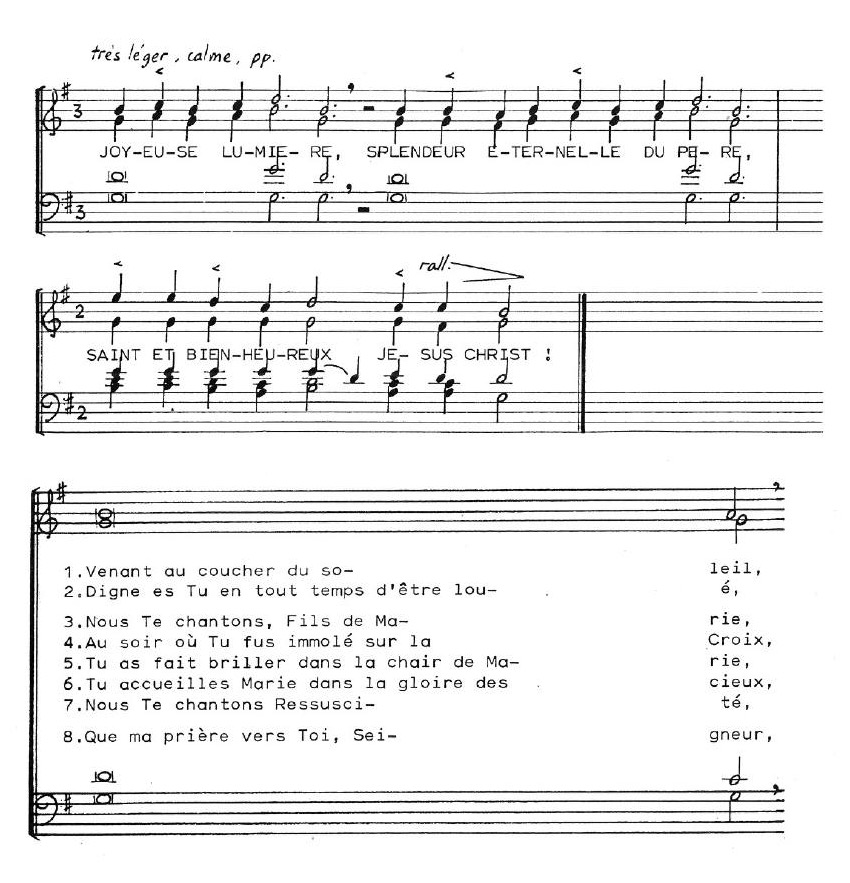 très léger, calme, pp.
3
JOY-EU-SE LU-MIE-RE, SPLENDEUR E-TER-NEL-LE DU PE-RE,
3
rall.
2
SAINT ET BIEN-HEU-REUX JE-SUS CHRIST !
2
1.Venant au coucher du so- leil,
2.Digne es Tu en tout temps d'être lou- é,
3.Nous Te chantons, Fils de Ma- rie,
4.Au soir où Tu fus immolé sur la Croix,
5.Tu as fait briller dans la chair de Ma- rie,
6.Tu accueilles Marie dans la gloire des cieux,
7.Nous Te chantons Ressusci- té,
8.Que ma prière vers Toi, Sei- gneur,